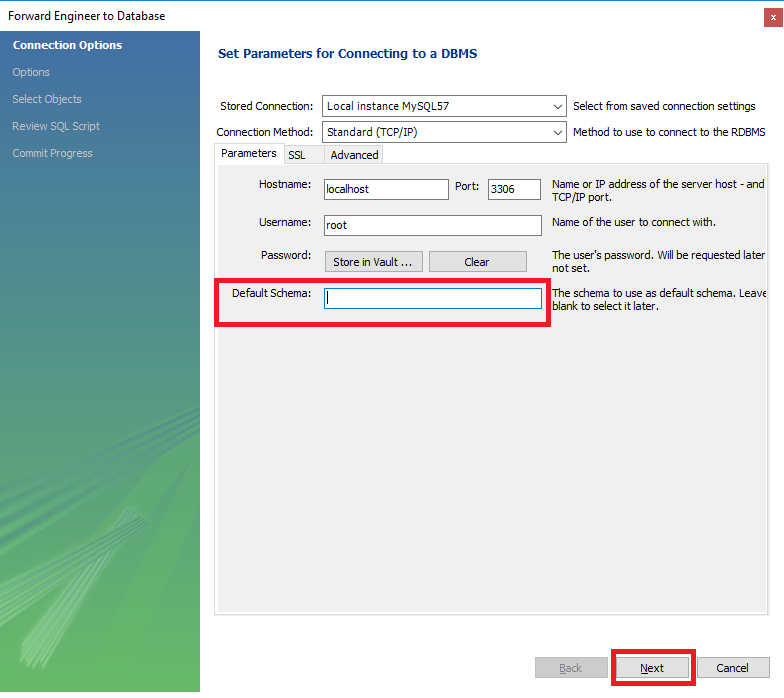 Forward Engineer to Database
x
Connection Options
Options
Select Objects
Review SQL Script
Commit Progress
Set Parameters for Connecting to a DBMS
Stored Connection: Local instance MySQL57 Select from saved connection settings
Connection Method: Standard (TCP/IP) Method to use to connect to the RDBMS
Parameters SSL Advanced
Hostname: localhost Port: 3306 Name or IP address of the server host - and
TCP/IP port.
Username: root Name of the user to connect with.
Password: Store in Vault ... Clear The user's password. Will be requested later
not set.
Default Schema: The schema to use as default schema. Leave
blank to select it later.
Back Next Cancel